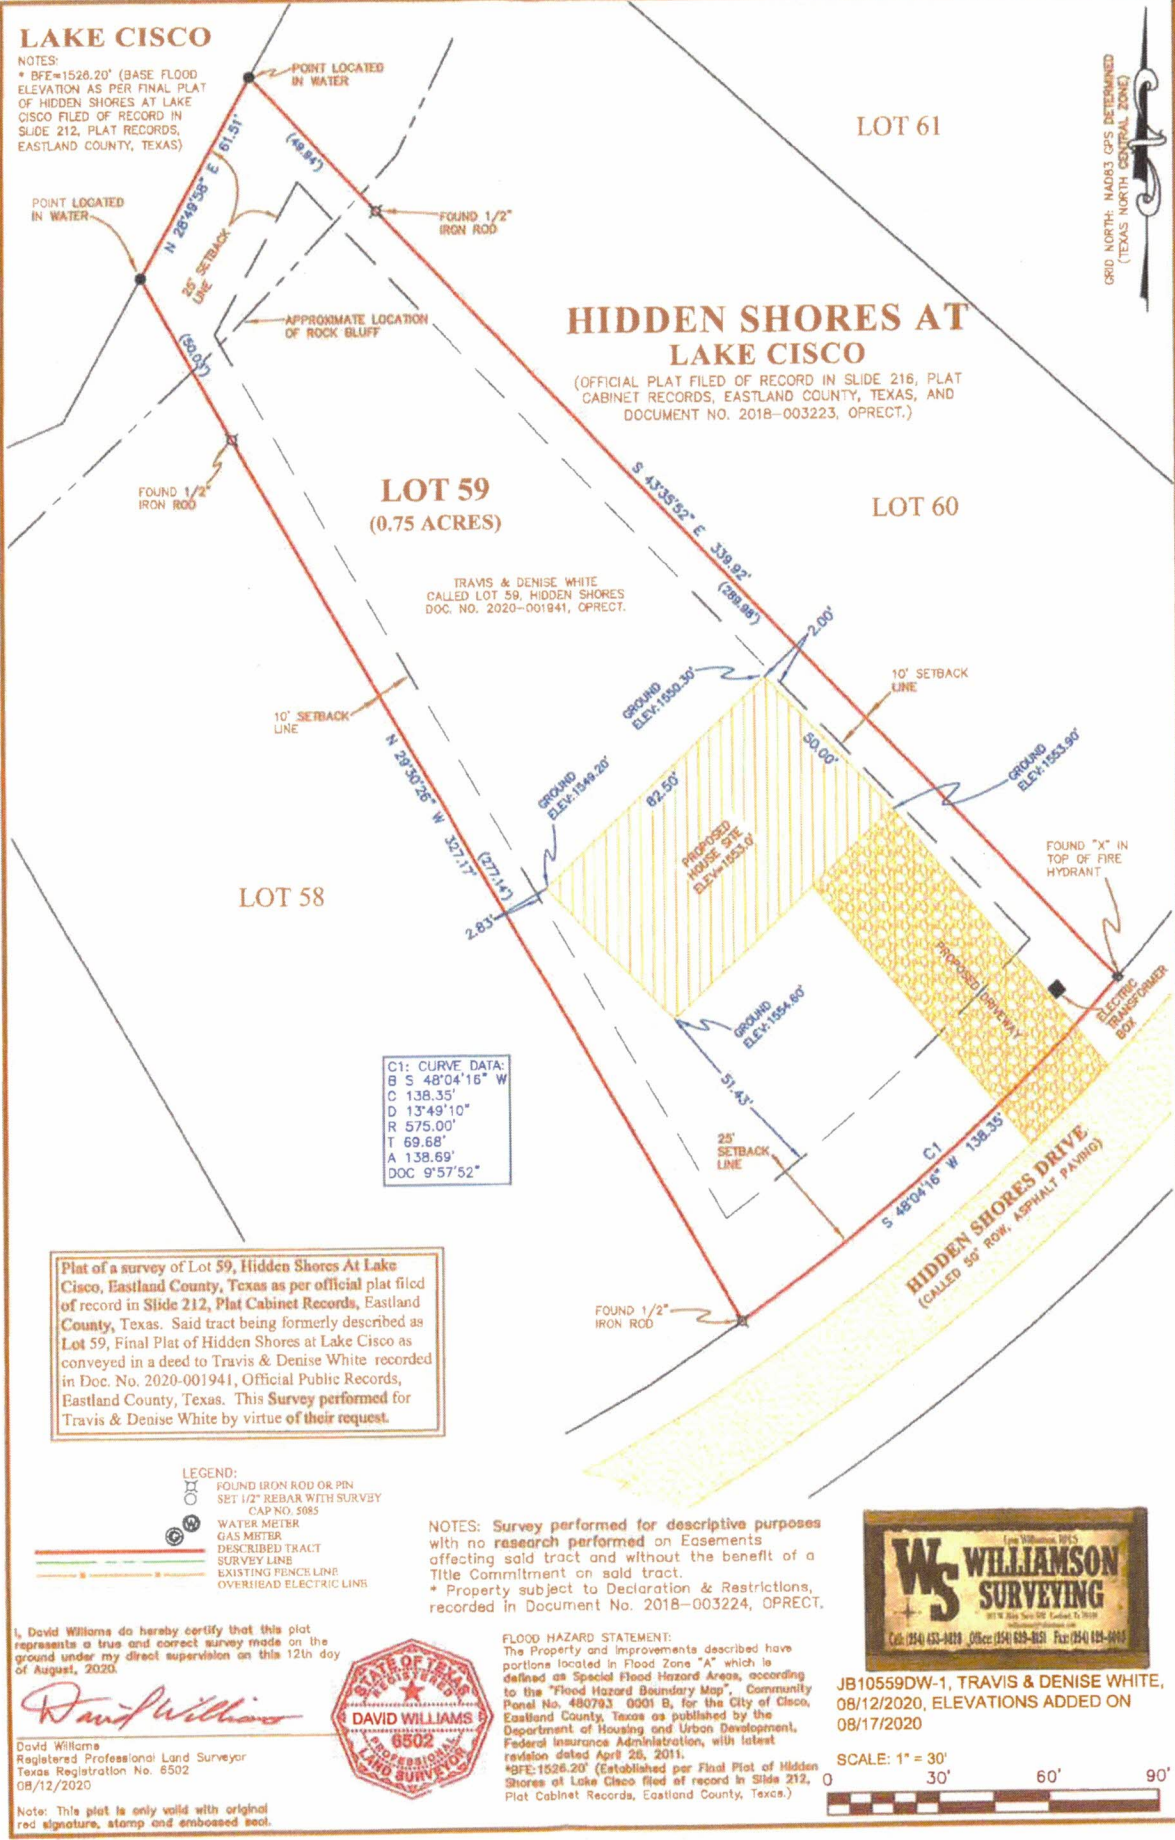 LAKE CISCO
NOTES:
* BFE=1526.20' (BASE FLOOD
ELEVATION AS PER FINAL PLAT
OF HIDDEN SHORES AT LAKE
CISCO FILED OF RECORD IN
SLIDE 212, PLAT RECORDS,
EASTLAND COUNTY, TEXAS)
POINT LOCATED
IN WATER
POINT LOCATED
IN WATER
N 28°49'58" E 61.51'
(49.94')
25' SETBACK
LINE
FOUND 1/2"
IRON ROD
APPROXIMATE LOCATION
OF ROCK BLUFF
(50.03')
FOUND 1/2"
IRON ROD
LOT 61
GRID NORTH: NAD83 GPS DETERMINED
(TEXAS NORTH CENTRAL ZONE)
HIDDEN SHORES AT
LAKE CISCO
(OFFICIAL PLAT FILED OF RECORD IN SLIDE 216, PLAT
CABINET RECORDS, EASTLAND COUNTY, TEXAS, AND
DOCUMENT NO. 2018-003223, OPRECT.)
LOT 59
(0.75 ACRES)
S 43°35'52" E 339.92'
(289.98')
LOT 60
TRAVIS & DENISE WHITE
CALLED LOT 59, HIDDEN SHORES
DOC. NO. 2020-001941, OPRECT.
2.00'
10' SETBACK
LINE
GROUND
ELEV:1550.30'
10' SETBACK
LINE
N 29°30'26" W 327.17'
(277.14')
GROUND
ELEV:1549.20'
82.50'
50.00'
GROUND
ELEV:1553.90'
PROPOSED
HOUSE SITE
ELEV=1553.0'
FOUND "X" IN
TOP OF FIRE
HYDRANT
LOT 58
2.83'
PROPOSED DRIVEWAY
ELECTRIC
TRANSFORMER
BOX
GROUND
ELEV:1554.60'
51.43'
C1: CURVE DATA:
B S 48°04'16" W
C 138.35'
D 13°49'10"
R 575.00'
T 69.68'
A 138.69'
DOC 9°57'52"
25'
SETBACK
LINE
C1
S 48°04'16" W 138.35'
HIDDEN SHORES DRIVE
(CALLED 50' ROW, ASPHALT PAVING)
FOUND 1/2"
IRON ROD
Plat of a survey of Lot 59, Hidden Shores At Lake
Cisco, Eastland County, Texas as per official plat filed
of record in Slide 212, Plat Cabinet Records, Eastland
County, Texas. Said tract being formerly described as
Lot 59, Final Plat of Hidden Shores at Lake Cisco as
conveyed in a deed to Travis & Denise White recorded
in Doc. No. 2020-001941, Official Public Records,
Eastland County, Texas. This Survey performed for
Travis & Denise White by virtue of their request.
LEGEND:
FOUND IRON ROD OR PIN
SET 1/2" REBAR WITH SURVEY
CAP NO. 5085
WATER METER
GAS METER
DESCRIBED TRACT
SURVEY LINE
EXISTING FENCE LINE
OVERHEAD ELECTRIC LINE
NOTES: Survey performed for descriptive purposes
with no research performed on Easements
affecting said tract and without the benefit of a
Title Commitment on said tract.
* Property subject to Declaration & Restrictions,
recorded in Document No. 2018-003224, OPRECT.
I, David Williams do hereby certify that this plat
represents a true and correct survey made on the
ground under my direct supervision on this 12th day
of August, 2020.
David Williams
David Williams
Registered Professional Land Surveyor
Texas Registration No. 6502
08/12/2020
Note: This plat is only valid with original
red signature, stamp and embossed seal.
STATE OF TEXAS
REGISTERED
DAVID WILLIAMS
6502
PROFESSIONAL
LAND SURVEYOR
FLOOD HAZARD STATEMENT:
The Property and Improvements described have
portions located in Flood Zone "A" which is
defined as Special Flood Hazard Areas, according
to the "Flood Hazard Boundary Map", Community
Panel No. 480793 0001 B, for the City of Cisco,
Eastland County, Texas as published by the
Department of Housing and Urban Development,
Federal Insurance Administration, with latest
revision dated April 26, 2011.
*BFE:1526.20' (Established per Final Plat of Hidden
Shores at Lake Cisco filed of record in Slide 212,
Plat Cabinet Records, Eastland County, Texas.)
WS WILLIAMSON
SURVEYING
JB10559DW-1, TRAVIS & DENISE WHITE,
08/12/2020, ELEVATIONS ADDED ON
08/17/2020
SCALE: 1" = 30'
0 30' 60' 90'